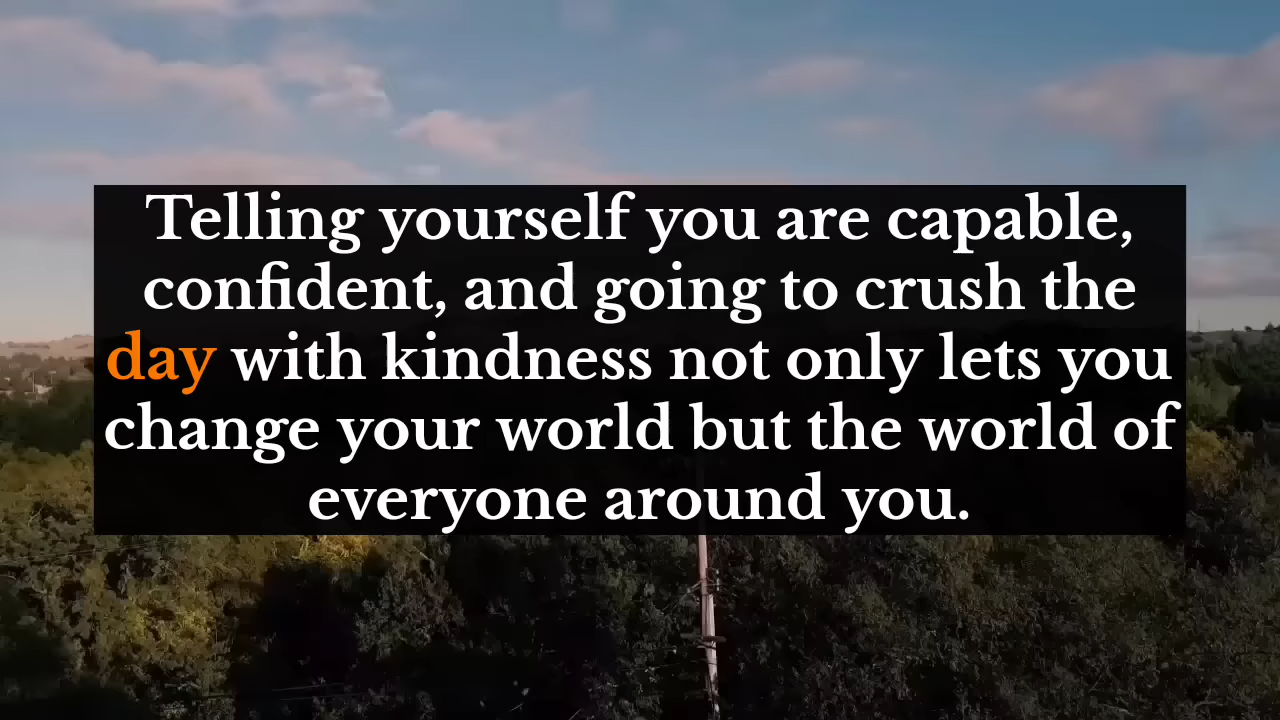 Telling yourself you are capable,
confident, and going to crush the
day with kindness not only lets you
change your world but the world of
everyone around you.